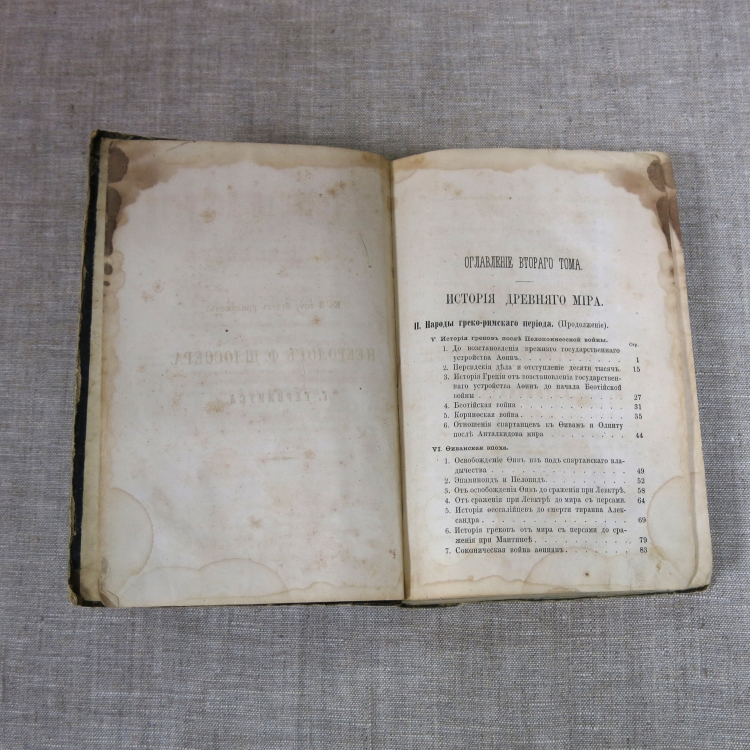 ОГЛАВЛЕНІЕ ВТОРАГО ТОМА.
ИСТОРІЯ ДРЕВНЯГО МІРА.
II. Народы греко-римскаго періода. (Продолженіе).
V. Исторія грековъ послѣ Пелопоннесской войны. Стр.
1. До возстановленія прежняго государственнаго
устройства Аѳинъ. 1
2. Персидскія дѣла и отступленіе десяти тысячъ. 15
3. Исторія Греціи отъ возстановленія государствен-
наго устройства Аѳинъ до начала Беотійской
войны 27
4. Беотійская война 31
5. Коринѳская война. 35
6. Отношенія спартанцевъ къ Ѳивамъ и Олинту
послѣ Анталкидова мира 44
VI. Ѳиванская эпоха.
1. Освобожденіе Ѳивъ изъ подъ спартанскаго вла-
дычества 49
2. Эпаминондъ и Пелопидъ. 52
3. Отъ освобожденія Ѳивъ до сраженія при Левктрѣ. 58
4. Отъ сраженія при Левктрѣ до мира съ персами. 64
5. Исторія ѳессалійцевъ до смерти тиранна Алек-
сандра 69
6. Исторія грековъ отъ мира съ персами до сра-
женія при Мантинеѣ 79
7. Союзническая война аѳинянъ. 83